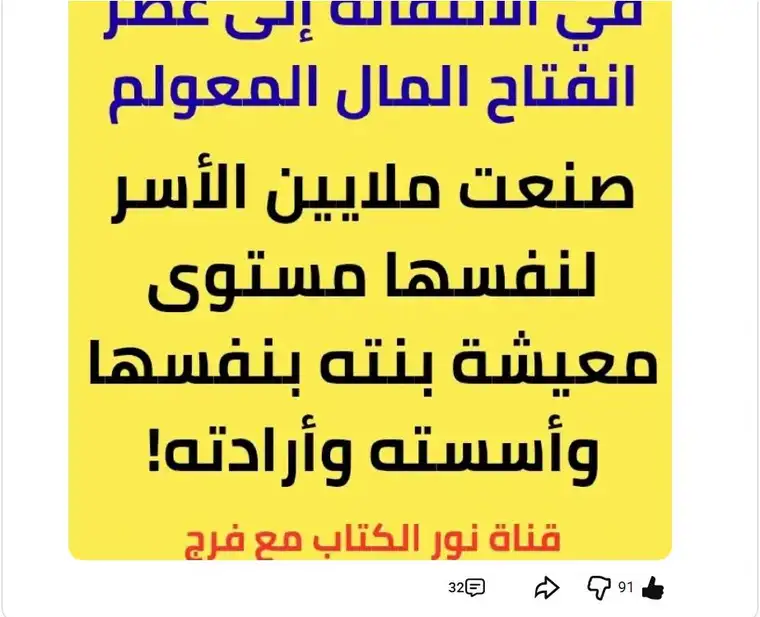 في الانتقالة إلى عصر
انفتاح المال المعولم
صنعت ملايين الأسر
لنفسها مستوى
معيشة بنته بنفسها
وأسسته وأرادته!
قناة نور الكتاب مع فرج
91
32